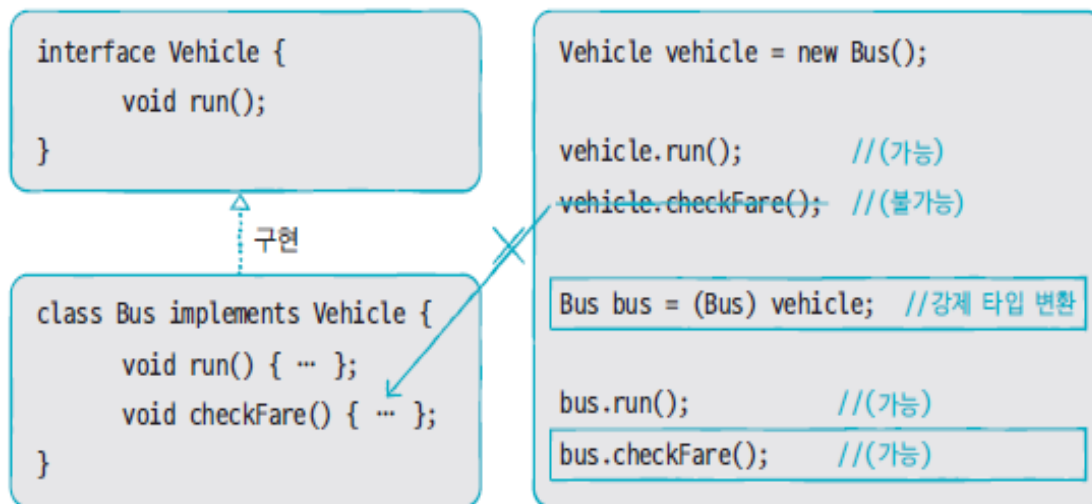 interface Vehicle {
void run();
}
구현
class Bus implements Vehicle {
void run() { … };
void checkFare() { … };
}
Vehicle vehicle = new Bus();
vehicle.run(); //(가능)
vehicle.checkFare(); //(불가능)
Bus bus = (Bus) vehicle; //강제 타입 변환
bus.run(); //(가능)
bus.checkFare(); //(가능)